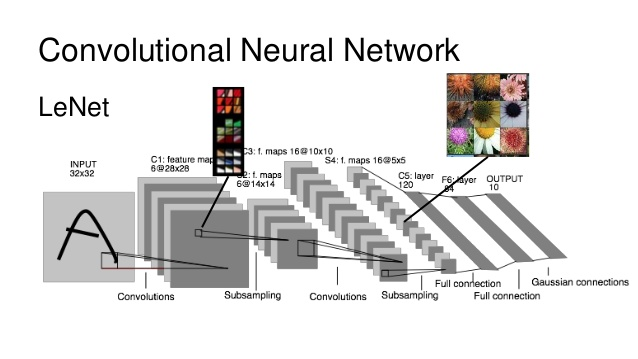 Convolutional Neural Network
LeNet
INPUT
32x32
C1: feature map
6@28x28
C3: f. maps 16@10x10
S2: f. maps
6@14x14
S4: f. maps 16@5x5
C5: layer
120
F6: layer
84
OUTPUT
10
A
Convolutions
Subsampling
Convolutions
Subsampling
Full connection
Full connection
Gaussian connections